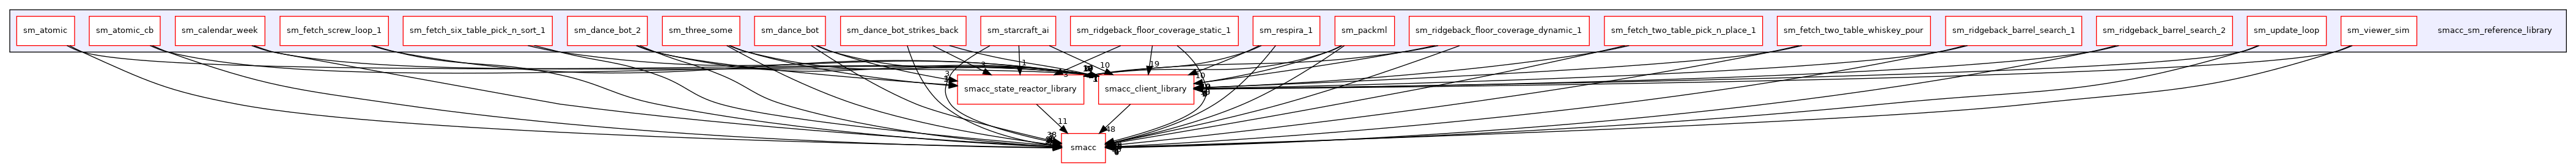 sm_atomic
sm_atomic_cb
sm_calendar_week
sm_fetch_screw_loop_1
sm_fetch_six_table_pick_n_sort_1
sm_dance_bot_2
sm_three_some
sm_dance_bot
sm_dance_bot_strikes_back
sm_starcraft_ai
sm_ridgeback_floor_coverage_static_1
sm_respira_1
sm_packml
sm_ridgeback_floor_coverage_dynamic_1
sm_fetch_two_table_pick_n_place_1
sm_fetch_two_table_whiskey_pour
sm_ridgeback_barrel_search_1
sm_ridgeback_barrel_search_2
sm_update_loop
sm_viewer_sim
smacc_sm_reference_library
1
10
19
smacc_state_reactor_library
smacc_client_library
11
48
smacc